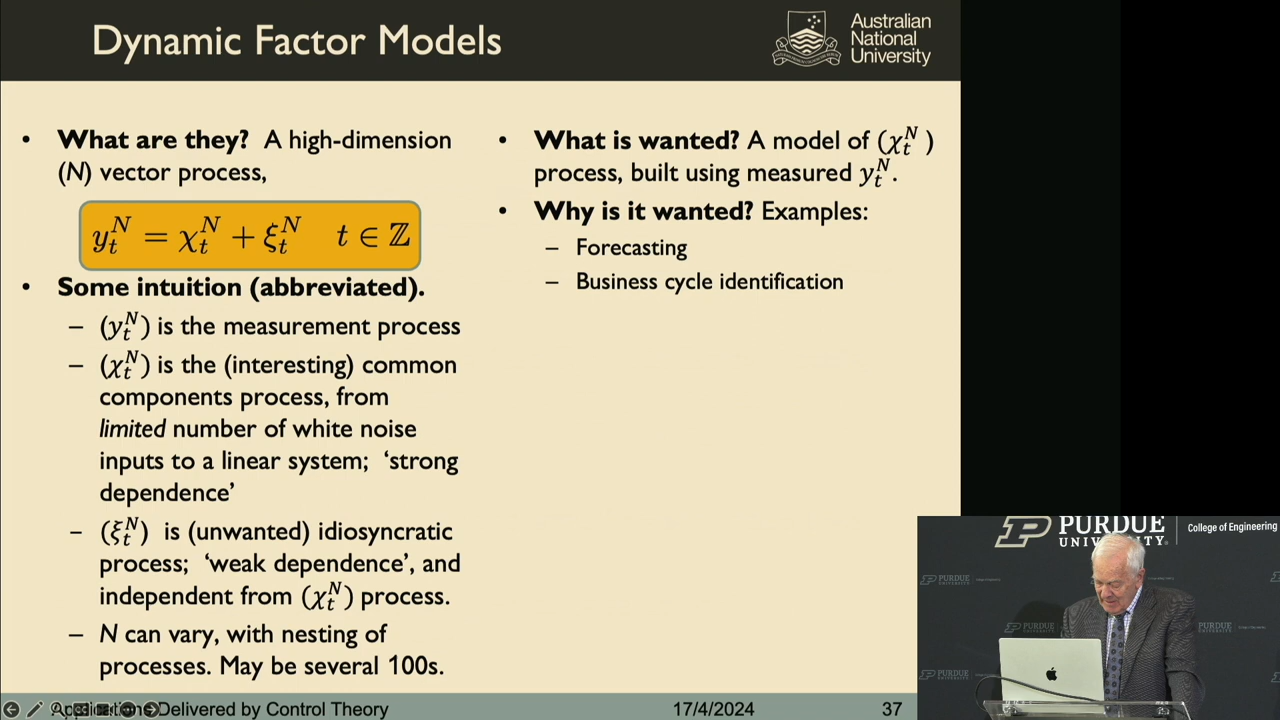 Dynamic Factor Models
Australian
National
University
• What are they? A high-dimension
(N) vector process,
y_t^N = χ_t^N + ξ_t^N t ∈ ℤ
• Some intuition (abbreviated).
– (y_t^N) is the measurement process
– (χ_t^N) is the (interesting) common
components process, from
limited number of white noise
inputs to a linear system; ‘strong
dependence’
– (ξ_t^N) is (unwanted) idiosyncratic
process; ‘weak dependence’, and
independent from (χ_t^N) process.
– N can vary, with nesting of
processes. May be several 100s.
• What is wanted? A model of (χ_t^N)
process, built using measured y_t^N.
• Why is it wanted? Examples:
– Forecasting
– Business cycle identification
Applications Delivered by Control Theory
17/4/2024
37
PURDUE
UNIVERSITY
College of Engineering
PURDUE
PURDUE
PURDUE
PURDUE
PURDUE